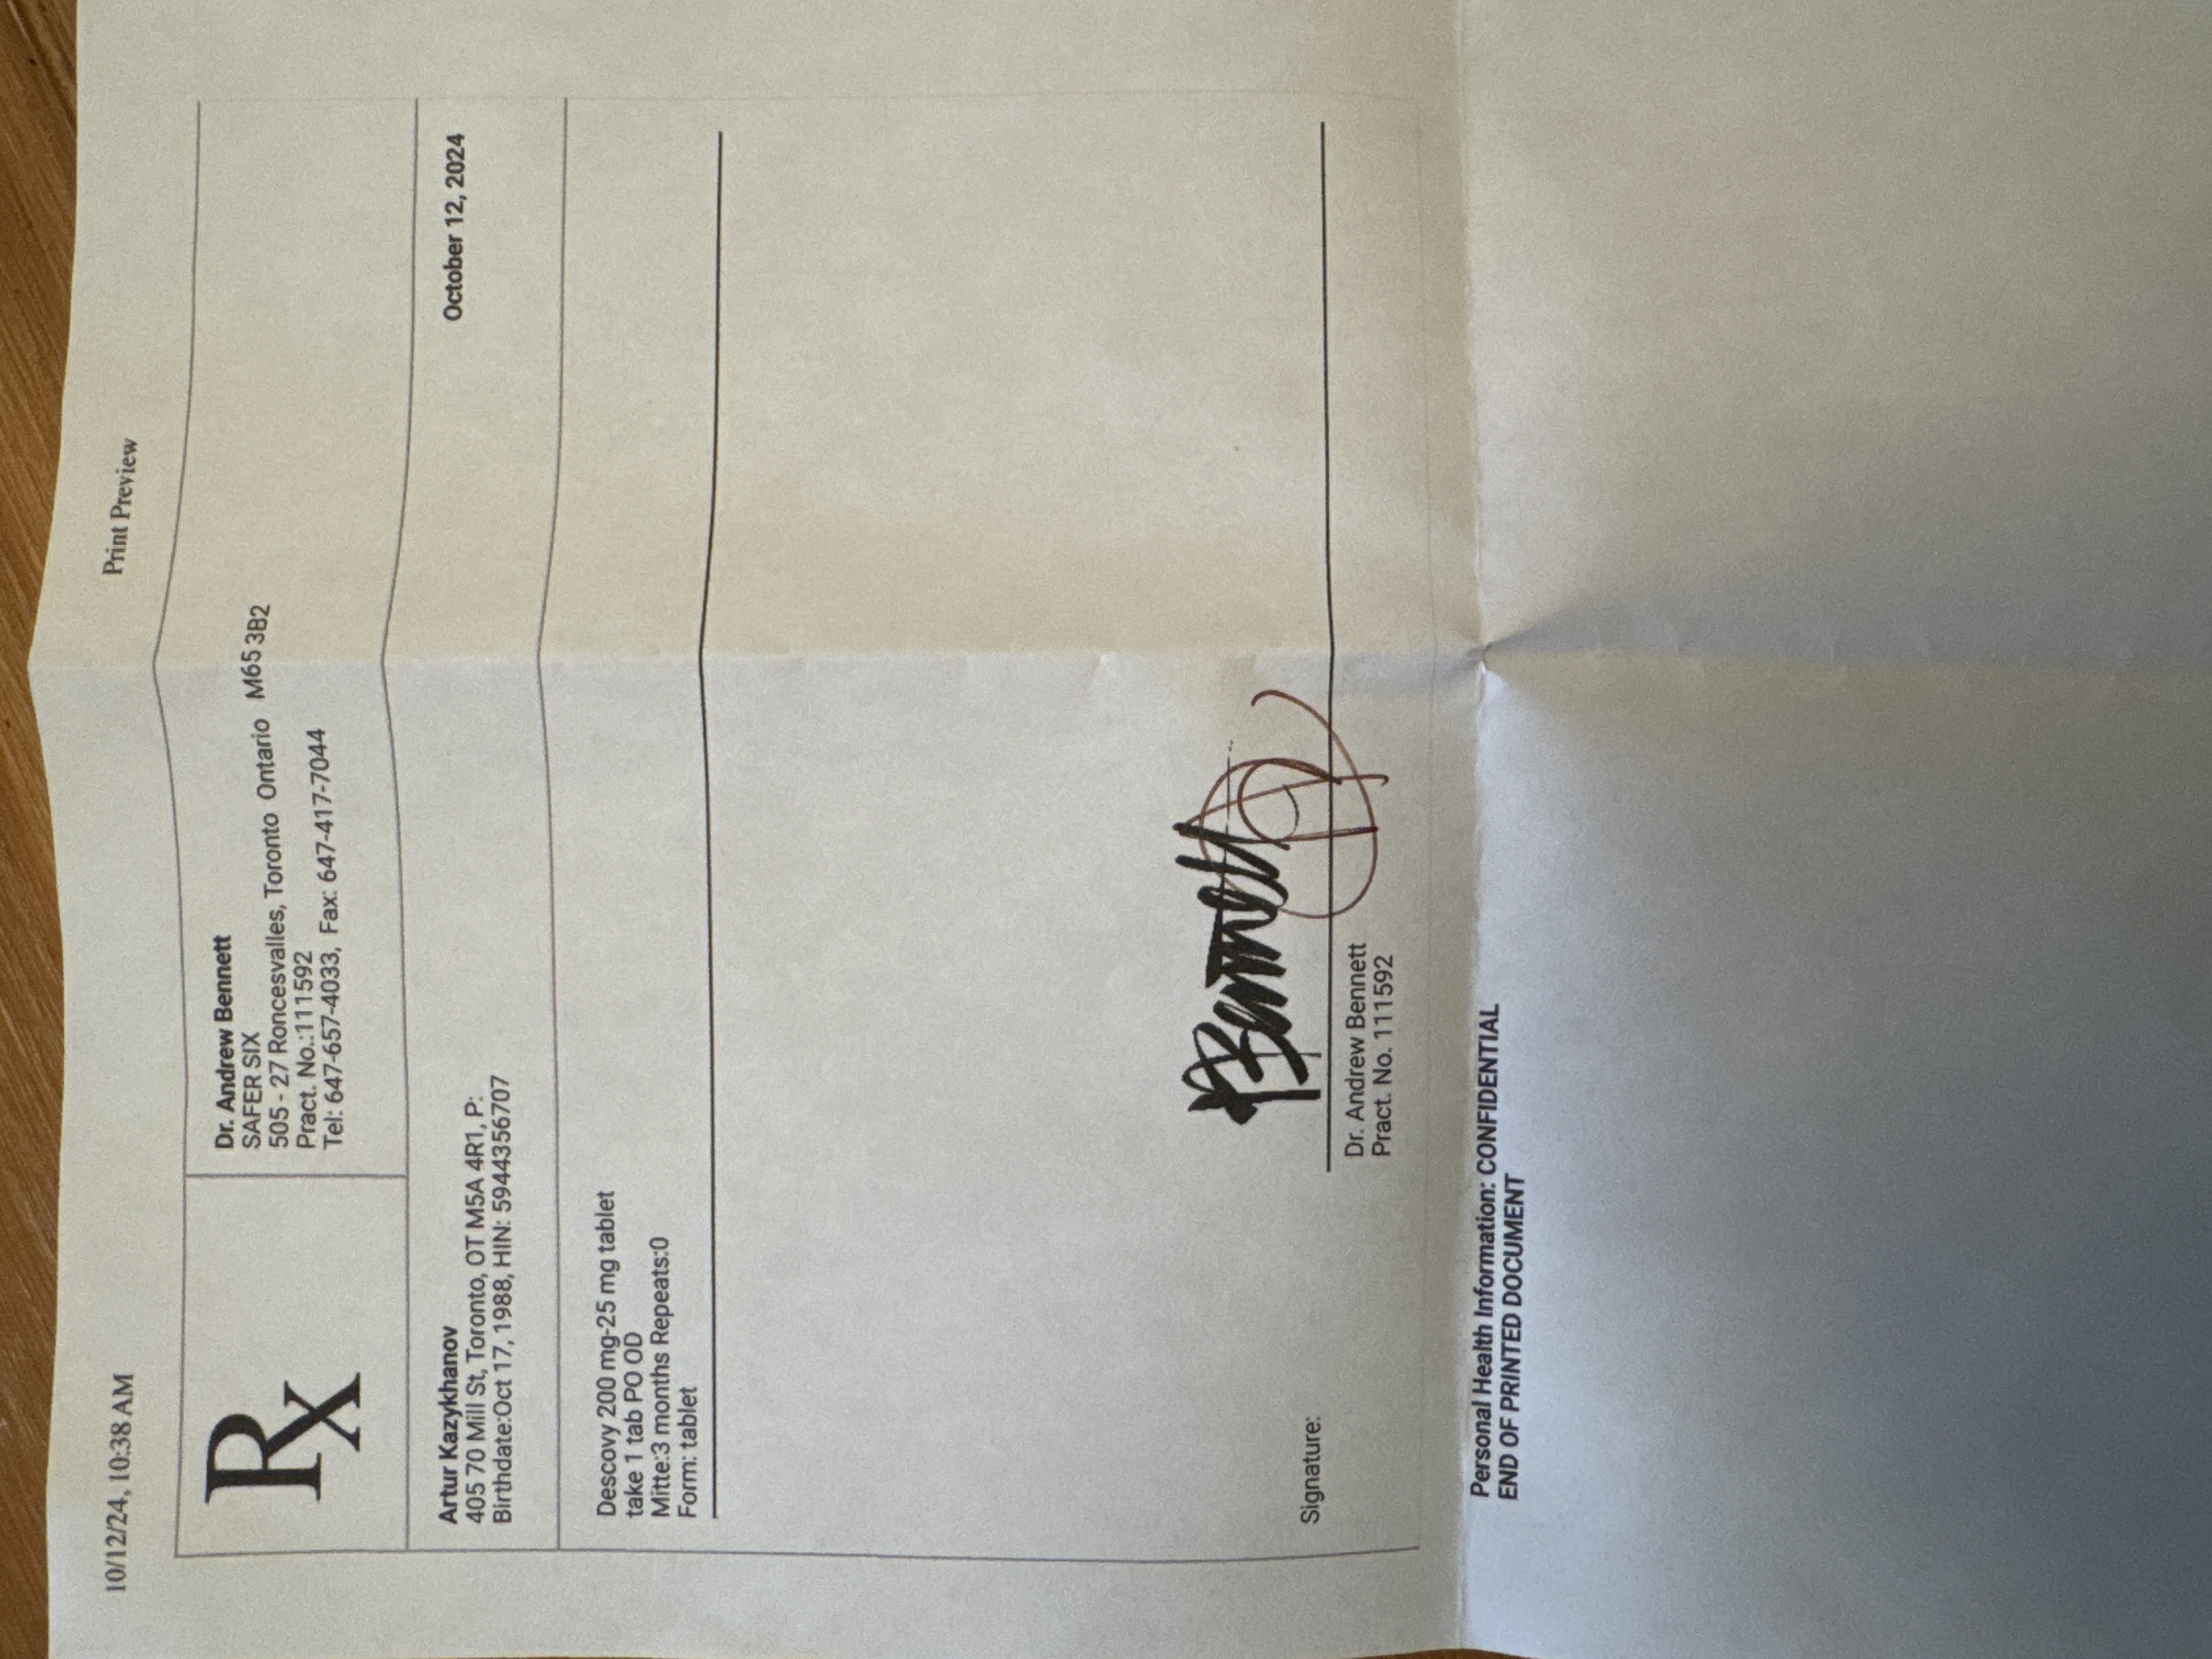 10/12/24, 10:38 AM
Print Preview
Rx
Dr. Andrew Bennett
SAFER SIX
505 - 27 Roncesvalles, Toronto Ontario M65 3B2
Pract. No.:111592
Tel: 647-657-4033, Fax: 647-417-7044
Artur Kazykhanov
October 12, 2024
405 70 Mill St, Toronto, OT M5A 4R1, P:
Birthdate:Oct 17, 1988, HIN: 5944356707
Descovy 200 mg-25 mg tablet
take 1 tab PO OD
Mitte:3 months Repeats:0
Form: tablet
Bennett
Signature:
Dr. Andrew Bennett
Pract. No. 111592
Personal Health Information: CONFIDENTIAL
END OF PRINTED DOCUMENT